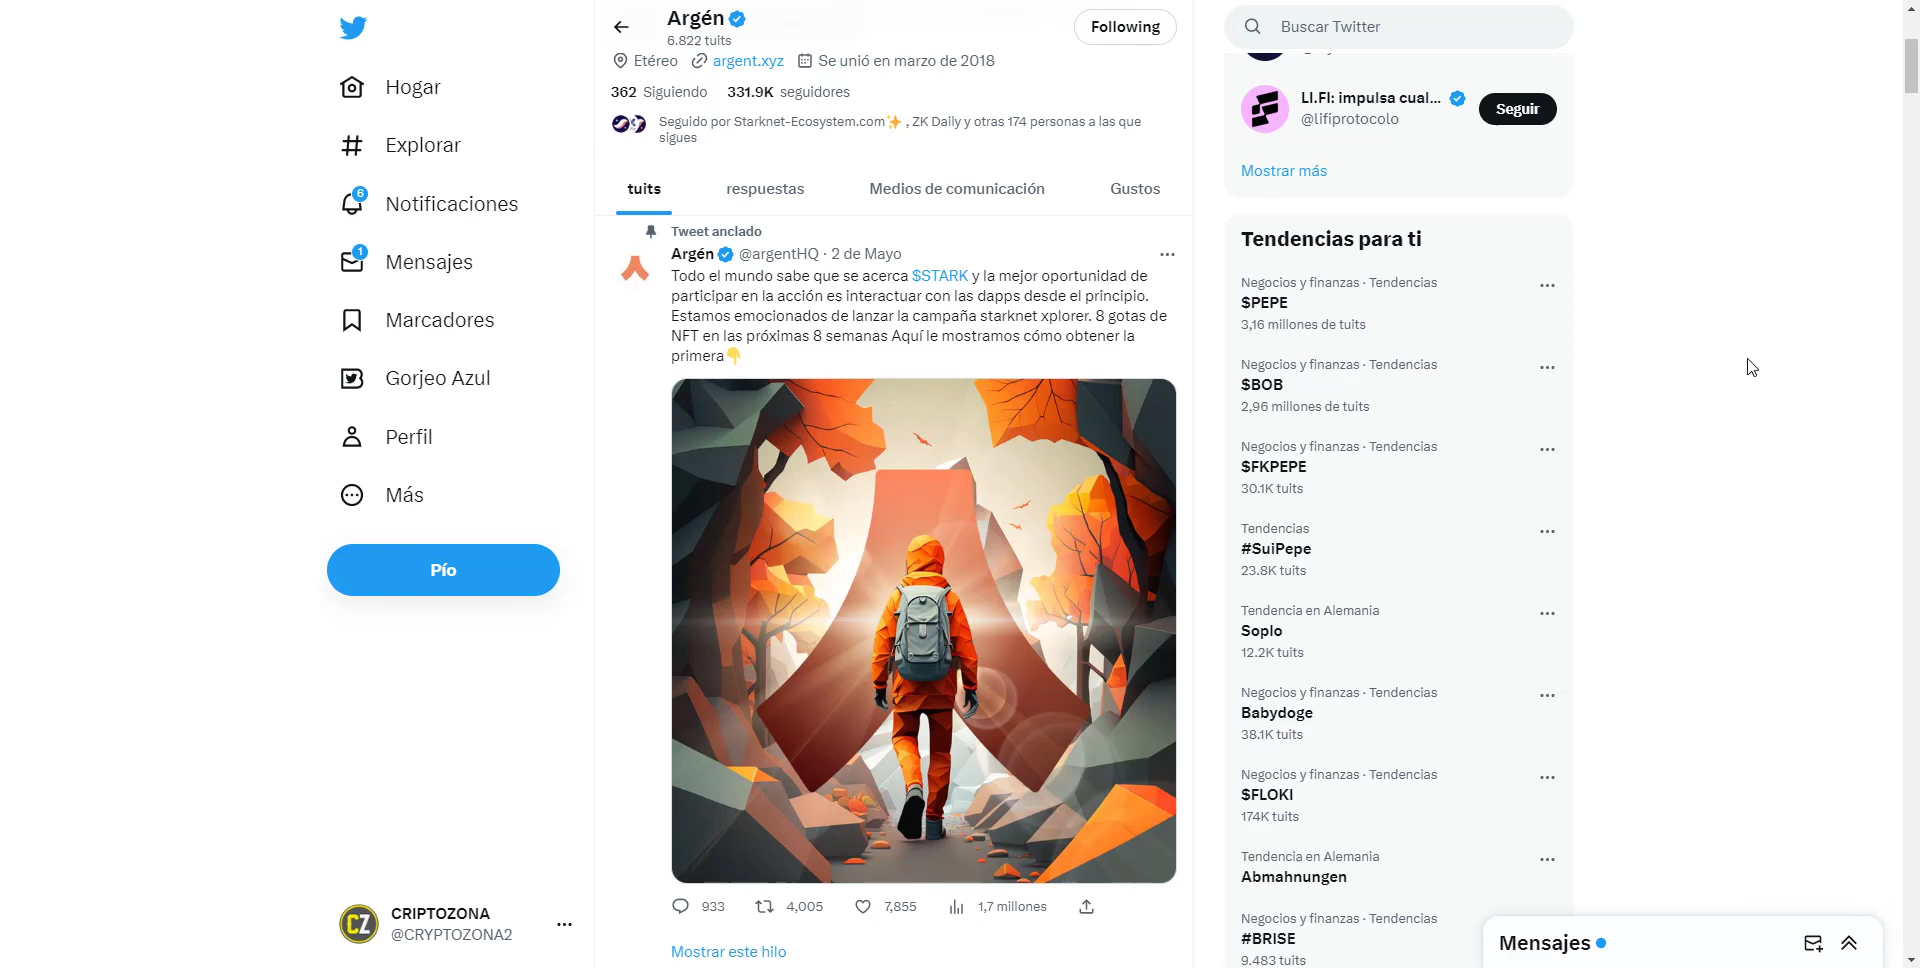 Hogar
Explorar
6
Notificaciones
1
Mensajes
Marcadores
Gorjeo Azul
Perfil
Más
Pío
CZ
CRIPTOZONA
@CRYPTOZONA2
Argén
6.822 tuits
Following
Etéreo argent.xyz Se unió en marzo de 2018
362 Siguiendo 331.9K seguidores
Seguido por Starknet-Ecosystem.com✨ , ZK Daily y otras 174 personas a las que
sigues
tuits respuestas Medios de comunicación Gustos
Tweet anclado
Argén @argentHQ · 2 de Mayo
Todo el mundo sabe que se acerca $STARK y la mejor oportunidad de
participar en la acción es interactuar con las dapps desde el principio.
Estamos emocionados de lanzar la campaña starknet xplorer. 8 gotas de
NFT en las próximas 8 semanas Aquí le mostramos cómo obtener la
primera👇
933 4,005 7,855 1,7 millones
Mostrar este hilo
Buscar Twitter
LI.FI: impulsa cual...
@lifiprotocolo
Seguir
Mostrar más
Tendencias para ti
Negocios y finanzas · Tendencias
$PEPE
3,16 millones de tuits
Negocios y finanzas · Tendencias
$BOB
2,96 millones de tuits
Negocios y finanzas · Tendencias
$FKPEPE
30.1K tuits
Tendencias
#SuiPepe
23.8K tuits
Tendencia en Alemania
Soplo
12.2K tuits
Negocios y finanzas · Tendencias
Babydoge
38.1K tuits
Negocios y finanzas · Tendencias
$FLOKI
174K tuits
Tendencia en Alemania
Abmahnungen
Negocios y finanzas · Tendencias
#BRISE
9.483 tuits
Mensajes